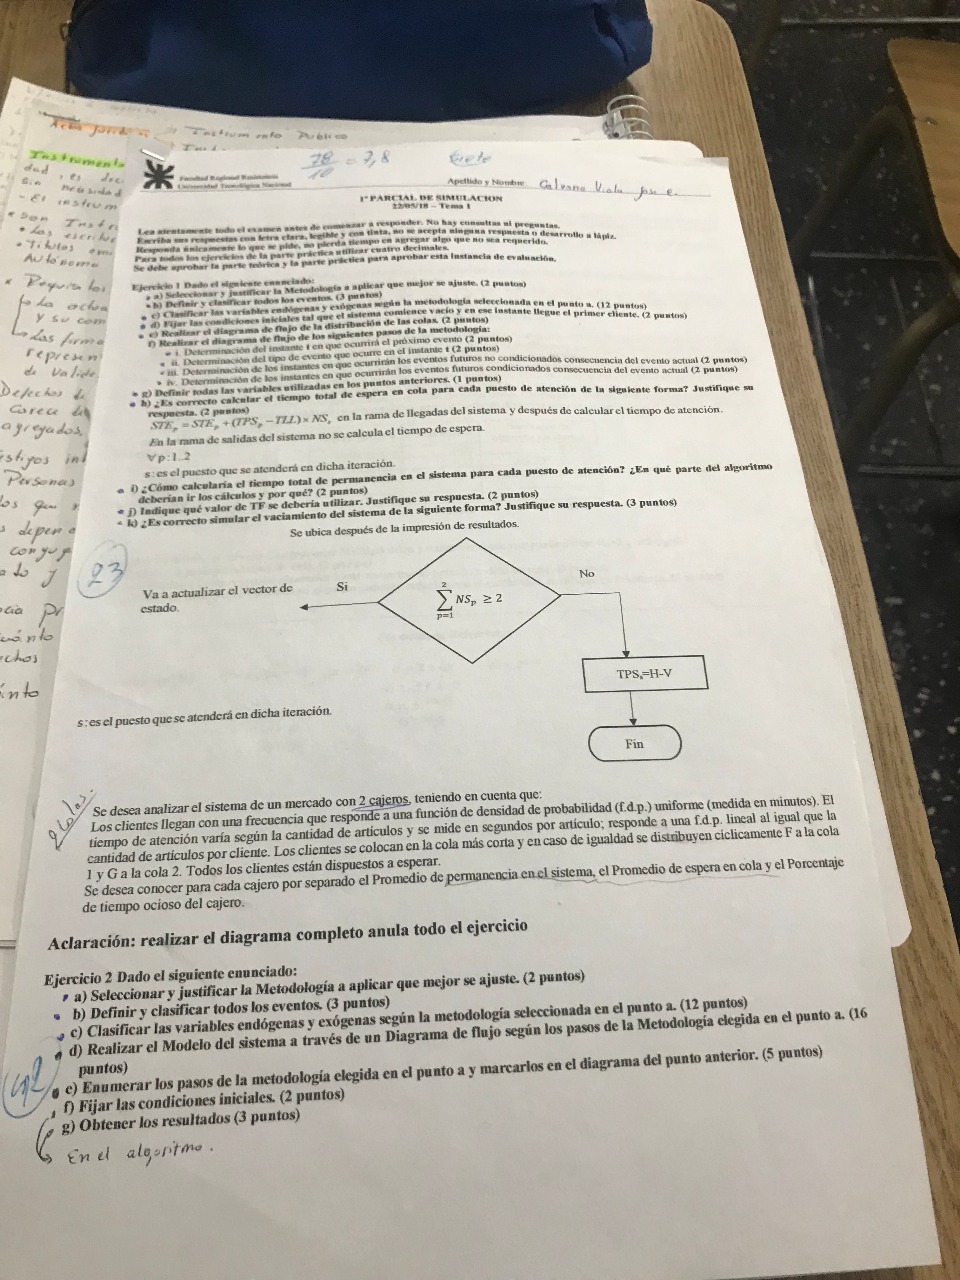 Instrumento Publico
Instrumenta
78/10 = 7,8
Facultad Regional Resistencia
Universidad Tecnológica Nacional
Apellido y Nombre:
1º PARCIAL DE SIMULACION
22/05/18 – Tema 1
Lea atentamente todo el examen antes de comenzar a responder. No hay consultas ni preguntas.
Escriba sus respuestas con letra clara, legible y con tinta, no se acepta ninguna respuesta o desarrollo a lápiz.
Responda únicamente lo que se pide, no pierda tiempo en agregar algo que no sea requerido.
Para todos los ejercicios de la parte práctica utilizar cuatro decimales.
Se debe aprobar la parte teórica y la parte práctica para aprobar esta instancia de evaluación.
Ejercicio 1 Dado el siguiente enunciado:
a) Seleccionar y justificar la Metodología a aplicar que mejor se ajuste. (2 puntos)
b) Definir y clasificar todos los eventos. (3 puntos)
c) Clasificar las variables endógenas y exógenas según la metodología seleccionada en el punto a. (12 puntos)
d) Fijar las condiciones iniciales tal que el sistema comience vacío y en ese instante llegue el primer cliente. (2 puntos)
e) Realizar el diagrama de flujo de la distribución de las colas. (2 puntos)
f) Realizar el diagrama de flujo de los siguientes pasos de la metodología:
i. Determinación del instante t en que ocurrirá el próximo evento (2 puntos)
ii. Determinación del tipo de evento que ocurre en el instante t (2 puntos)
iii. Determinación de los instantes en que ocurrirán los eventos futuros no condicionados consecuencia del evento actual (2 puntos)
iv. Determinación de los instantes en que ocurrirán los eventos futuros condicionados consecuencia del evento actual (2 puntos)
g) Definir todas las variables utilizadas en los puntos anteriores. (1 puntos)
h) ¿Es correcto calcular el tiempo total de espera en cola para cada puesto de atención de la siguiente forma? Justifique su
respuesta. (2 puntos)
STEₚ = STEₚ + (TPSₚ – TLL) × NSₛ en la rama de llegadas del sistema y después de calcular el tiempo de atención.
En la rama de salidas del sistema no se calcula el tiempo de espera.
∀ p : 1..2
s: es el puesto que se atenderá en dicha iteración.
i) ¿Cómo calcularía el tiempo total de permanencia en el sistema para cada puesto de atención? ¿En qué parte del algoritmo
deberían ir los cálculos y por qué? (2 puntos)
j) Indique qué valor de TF se debería utilizar. Justifique su respuesta. (2 puntos)
k) ¿Es correcto simular el vaciamiento del sistema de la siguiente forma? Justifique su respuesta. (3 puntos)
Se ubica después de la impresión de resultados.
23
Va a actualizar el vector de
estado.
Si
2
∑ NSₚ ≥ 2
p=1
No
TPSₛ=H-V
Fin
s: es el puesto que se atenderá en dicha iteración.
2 colas.
Se desea analizar el sistema de un mercado con 2 cajeros, teniendo en cuenta que:
Los clientes llegan con una frecuencia que responde a una función de densidad de probabilidad (f.d.p.) uniforme (medida en minutos). El
tiempo de atención varía según la cantidad de artículos y se mide en segundos por artículo; responde a una f.d.p. lineal al igual que la
cantidad de artículos por cliente. Los clientes se colocan en la cola más corta y en caso de igualdad se distribuyen cíclicamente F a la cola
1 y G a la cola 2. Todos los clientes están dispuestos a esperar.
Se desea conocer para cada cajero por separado el Promedio de permanencia en el sistema, el Promedio de espera en cola y el Porcentaje
de tiempo ocioso del cajero.
Aclaración: realizar el diagrama completo anula todo el ejercicio
Ejercicio 2 Dado el siguiente enunciado:
a) Seleccionar y justificar la Metodología a aplicar que mejor se ajuste. (2 puntos)
b) Definir y clasificar todos los eventos. (3 puntos)
c) Clasificar las variables endógenas y exógenas según la metodología seleccionada en el punto a. (12 puntos)
d) Realizar el Modelo del sistema a través de un Diagrama de flujo según los pasos de la Metodología elegida en el punto a. (16
puntos)
e) Enumerar los pasos de la metodología elegida en el punto a y marcarlos en el diagrama del punto anterior. (5 puntos)
f) Fijar las condiciones iniciales. (2 puntos)
g) Obtener los resultados (3 puntos)
En el algoritmo.